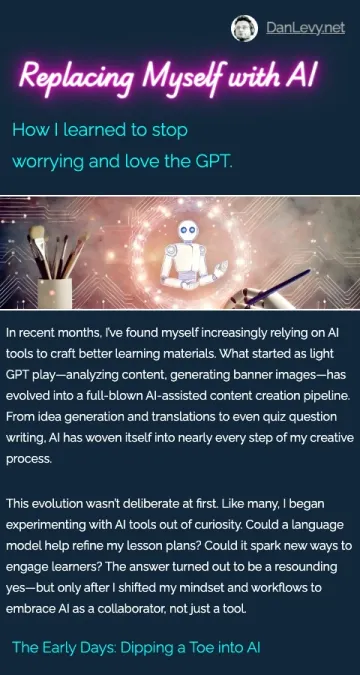 DanLevy.net
Replacing Myself with AI
How I learned to stop
worrying and love the GPT.
In recent months, I've found myself increasingly relying on AI
tools to craft better learning materials. What started as light
GPT play—analyzing content, generating banner images—has
evolved into a full-blown AI-assisted content creation pipeline.
From idea generation and translations to even quiz question
writing, AI has woven itself into nearly every step of my creative
process.
This evolution wasn't deliberate at first. Like many, I began
experimenting with AI tools out of curiosity. Could a language
model help refine my lesson plans? Could it spark new ways to
engage learners? The answer turned out to be a resounding
yes—but only after I shifted my mindset and workflows to
embrace AI as a collaborator, not just a tool.
The Early Days: Dipping a Toe into AI